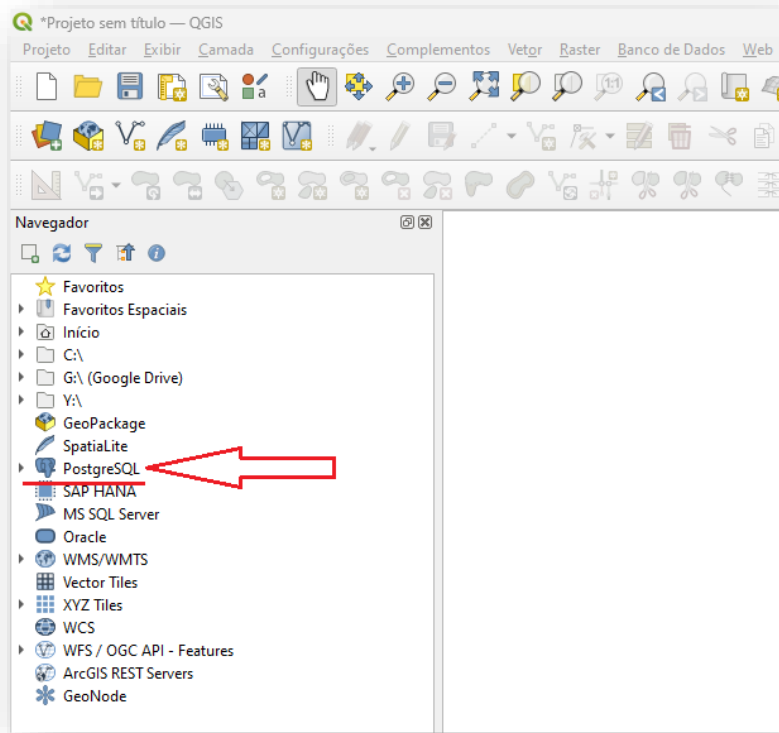 *Projeto sem título — QGIS
Projeto Editar Exibir Camada Configurações Complementos Vetor Raster Banco de Dados Web
a 1:1
Navegador
Favoritos
Favoritos Espaciais
Início
C:\
G:\ (Google Drive)
Y:\
GeoPackage
SpatiaLite
PostgreSQL
SAP HANA
MS SQL Server
Oracle
WMS/WMTS
Vector Tiles
XYZ Tiles
WCS
WFS / OGC API - Features
ArcGIS REST Servers
GeoNode